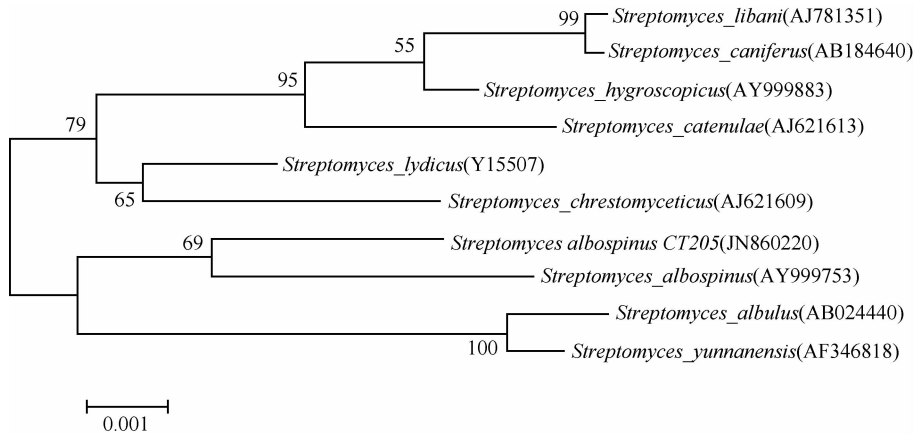 99
Streptomyces_libani(AJ781351)
Streptomyces_caniferus(AB184640)
55
Streptomyces_hygroscopicus(AY999883)
95
Streptomyces_catenulae(AJ621613)
79
Streptomyces_lydicus(Y15507)
65
Streptomyces_chrestomyceticus(AJ621609)
69
Streptomyces albospinus CT205(JN860220)
Streptomyces_albospinus(AY999753)
Streptomyces_albulus(AB024440)
100
Streptomyces_yunnanensis(AF346818)
0.001